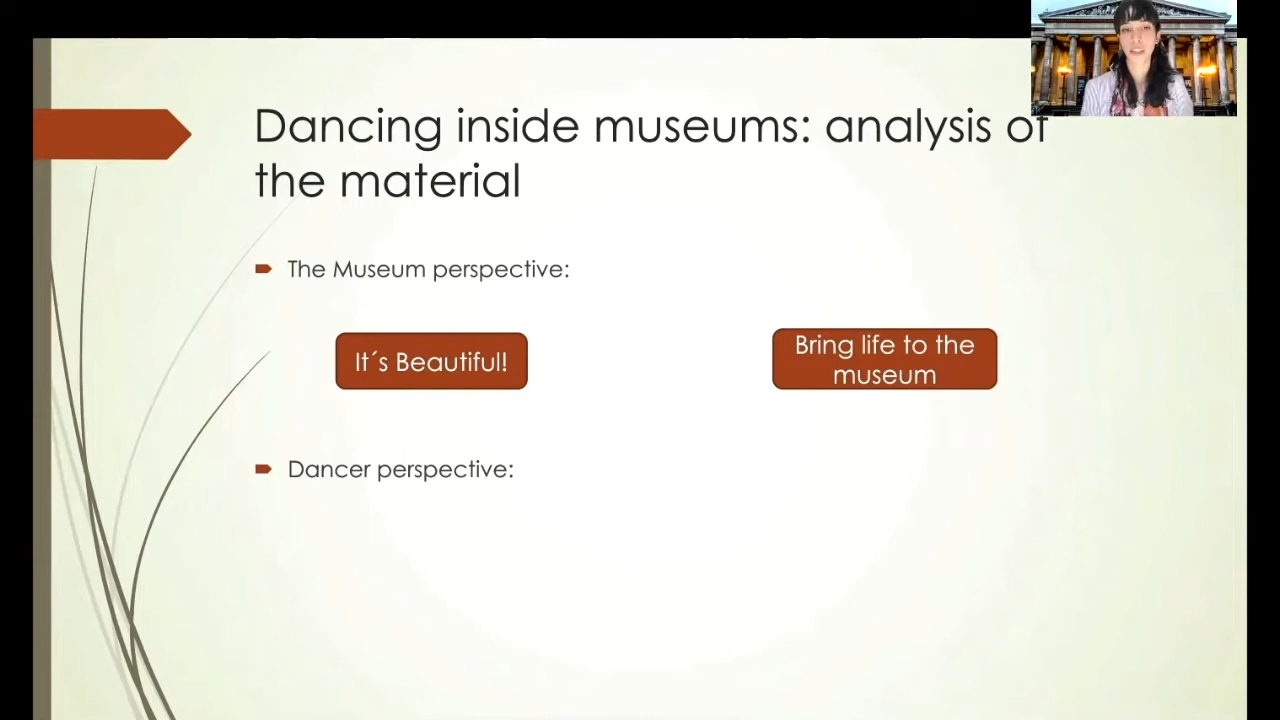 Dancing inside museums: analysis of
the material
The Museum perspective:
It´s Beautiful!
Bring life to the
museum
Dancer perspective: